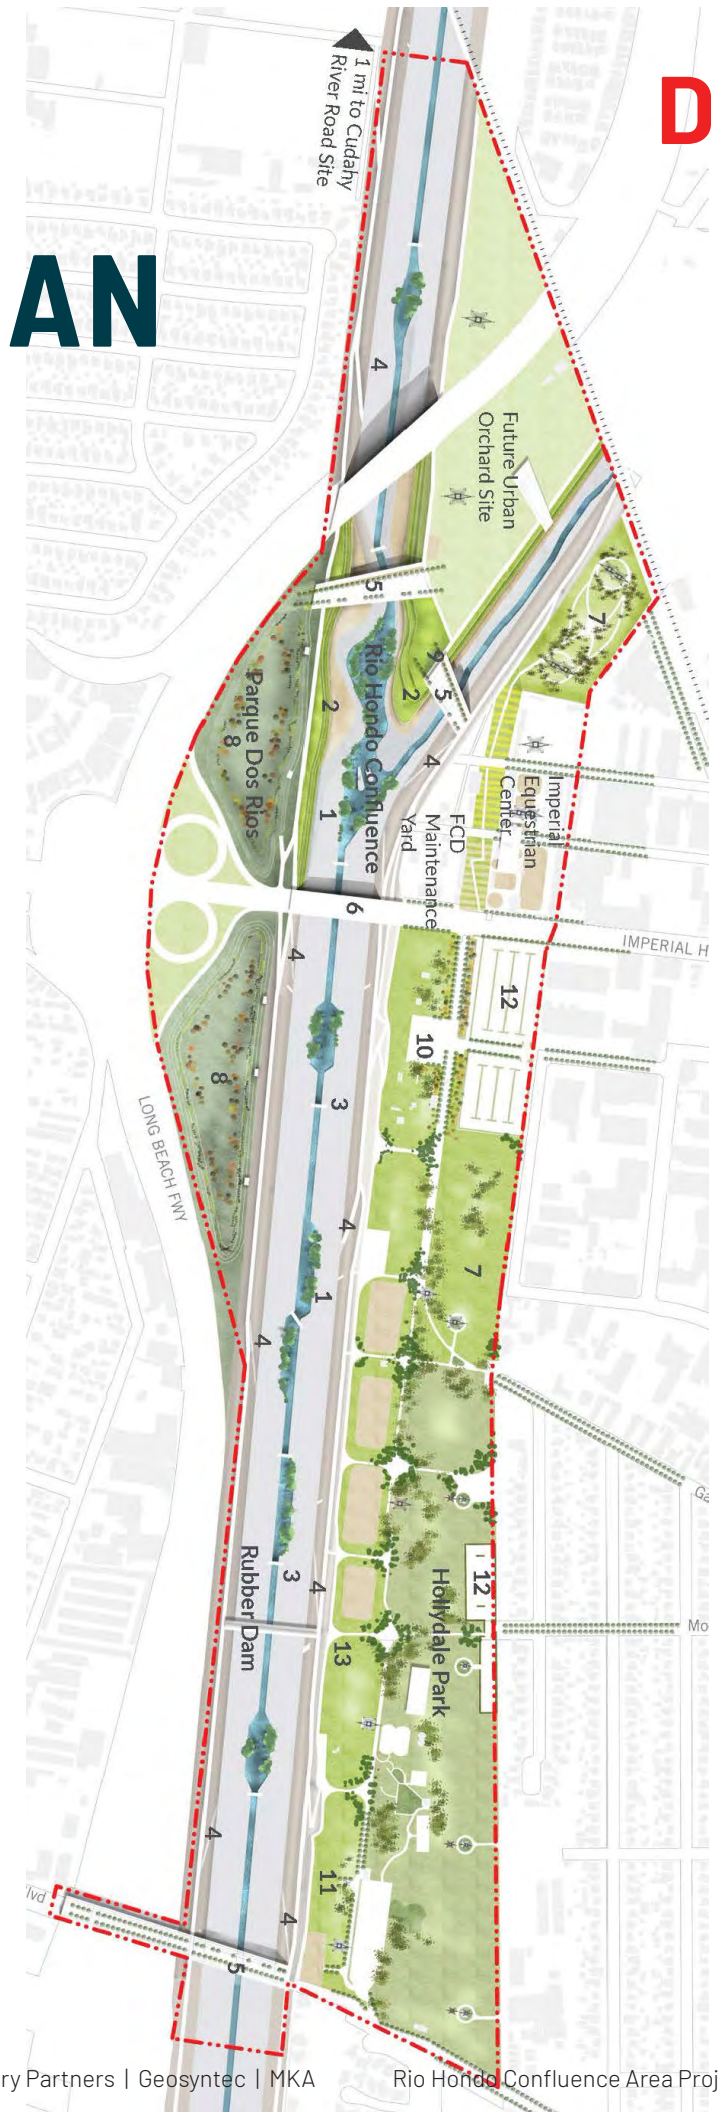 D
AN
1 mi to Cudahy
River Road Site
4
Future Urban
Orchard Site
5
7
9
5
2
2
Rio Hondo Confluence
Parque Dos Rios
8
4
1
Imperial
Equestrian
Center
FCD
Maintenance
Yard
6
IMPERIAL H
4
12
10
8
3
LONG BEACH FWY
4
7
1
4
Ga
Rubber Dam
3
4
12
Hollydale Park
Mo
13
4
11
4
lvd
5
ry Partners | Geosyntec | MKA
Rio Hondo Confluence Area Proj